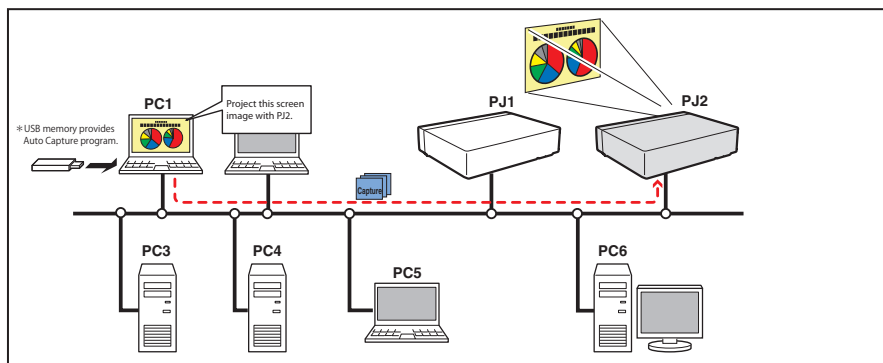 PC1
Project this screen
image with PJ2.
PJ1
PJ2
*USB memory provides
Auto Capture program.
Capture
PC3
PC4
PC5
PC6